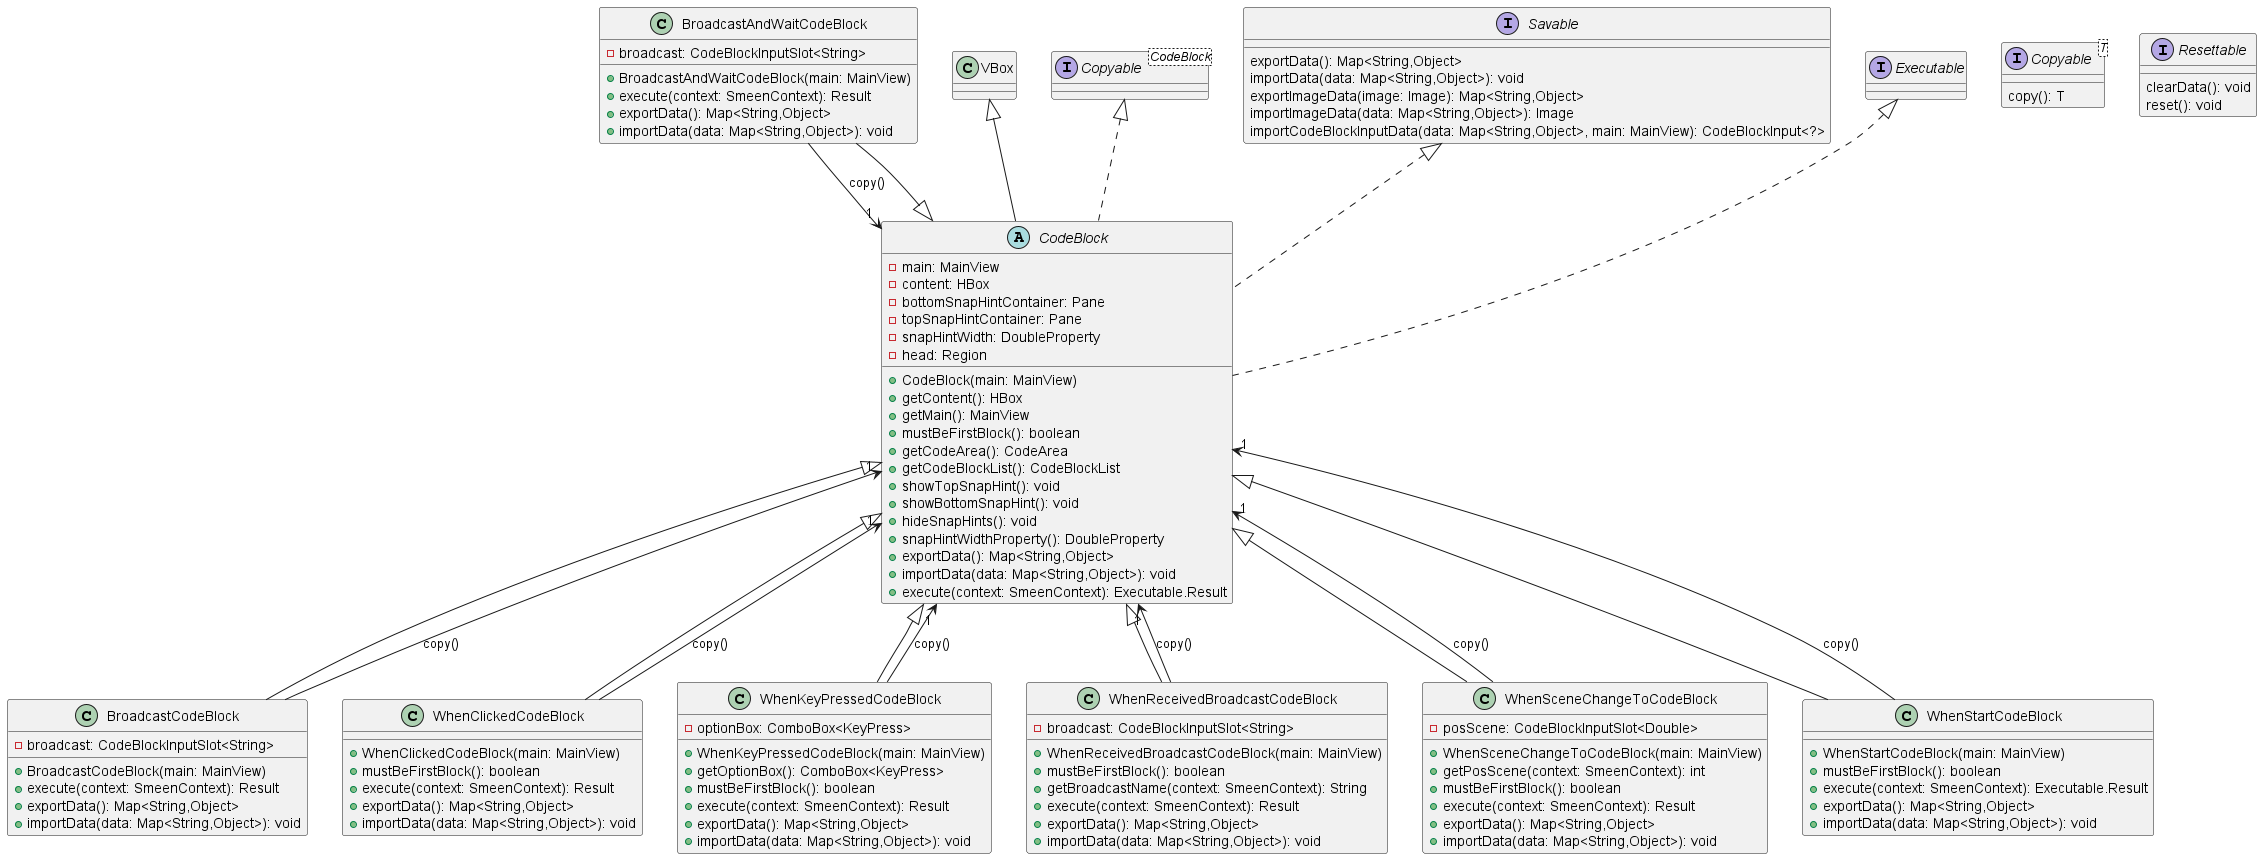 C BroadcastAndWaitCodeBlock
broadcast: CodeBlockInputSlot<String>
BroadcastAndWaitCodeBlock(main: MainView)
execute(context: SmeenContext): Result
exportData(): Map<String,Object>
importData(data: Map<String,Object>): void
C VBox
I Copyable
CodeBlock
I Savable
exportData(): Map<String,Object>
importData(data: Map<String,Object>): void
exportImageData(image: Image): Map<String,Object>
importImageData(data: Map<String,Object>): Image
importCodeBlockInputData(data: Map<String,Object>, main: MainView): CodeBlockInput<?>
I Executable
I Copyable
T
copy(): T
I Resettable
clearData(): void
reset(): void
copy()
1
A CodeBlock
main: MainView
content: HBox
bottomSnapHintContainer: Pane
topSnapHintContainer: Pane
snapHintWidth: DoubleProperty
head: Region
CodeBlock(main: MainView)
getContent(): HBox
getMain(): MainView
mustBeFirstBlock(): boolean
getCodeArea(): CodeArea
getCodeBlockList(): CodeBlockList
showTopSnapHint(): void
showBottomSnapHint(): void
hideSnapHints(): void
snapHintWidthProperty(): DoubleProperty
exportData(): Map<String,Object>
importData(data: Map<String,Object>): void
execute(context: SmeenContext): Executable.Result
1
1
1
1
1
1
copy()
copy()
copy()
copy()
copy()
copy()
C BroadcastCodeBlock
broadcast: CodeBlockInputSlot<String>
BroadcastCodeBlock(main: MainView)
execute(context: SmeenContext): Result
exportData(): Map<String,Object>
importData(data: Map<String,Object>): void
C WhenClickedCodeBlock
WhenClickedCodeBlock(main: MainView)
mustBeFirstBlock(): boolean
execute(context: SmeenContext): Result
exportData(): Map<String,Object>
importData(data: Map<String,Object>): void
C WhenKeyPressedCodeBlock
optionBox: ComboBox<KeyPress>
WhenKeyPressedCodeBlock(main: MainView)
getOptionBox(): ComboBox<KeyPress>
mustBeFirstBlock(): boolean
execute(context: SmeenContext): Result
exportData(): Map<String,Object>
importData(data: Map<String,Object>): void
C WhenReceivedBroadcastCodeBlock
broadcast: CodeBlockInputSlot<String>
WhenReceivedBroadcastCodeBlock(main: MainView)
mustBeFirstBlock(): boolean
getBroadcastName(context: SmeenContext): String
execute(context: SmeenContext): Result
exportData(): Map<String,Object>
importData(data: Map<String,Object>): void
C WhenSceneChangeToCodeBlock
posScene: CodeBlockInputSlot<Double>
WhenSceneChangeToCodeBlock(main: MainView)
getPosScene(context: SmeenContext): int
mustBeFirstBlock(): boolean
execute(context: SmeenContext): Result
exportData(): Map<String,Object>
importData(data: Map<String,Object>): void
C WhenStartCodeBlock
WhenStartCodeBlock(main: MainView)
mustBeFirstBlock(): boolean
execute(context: SmeenContext): Executable.Result
exportData(): Map<String,Object>
importData(data: Map<String,Object>): void